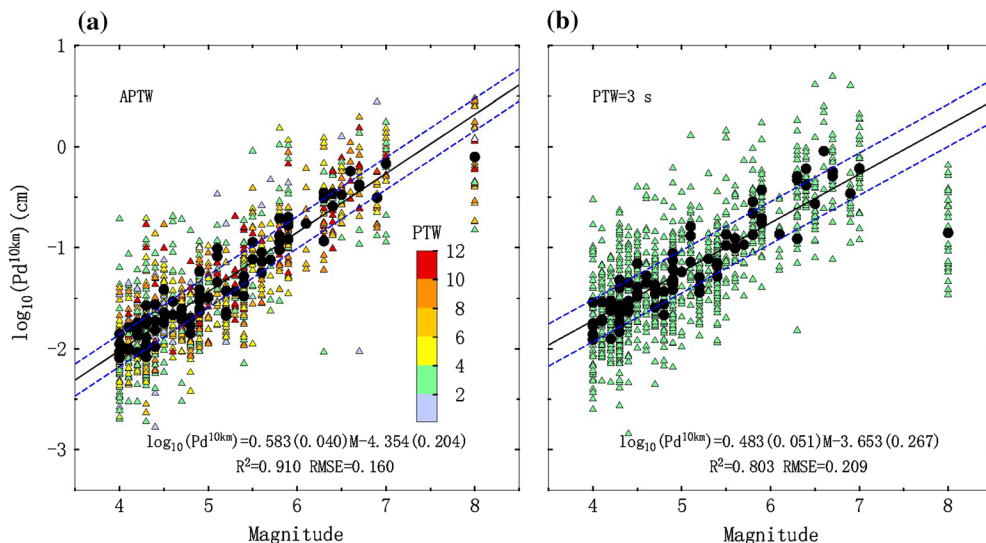 (a)
(b)
1
0
-1
-2
-3
log10(Pd10km)(cm)
APTW
PTW
12
10
8
6
4
2
log10(Pd10km)=0.583(0.040)M-4.354(0.204)
R2=0.910 RMSE=0.160
4 5 6 7 8
Magnitude
PTW=3 s
log10(Pd10km)=0.483(0.051)M-3.653(0.267)
R2=0.803 RMSE=0.209
4 5 6 7 8
Magnitude